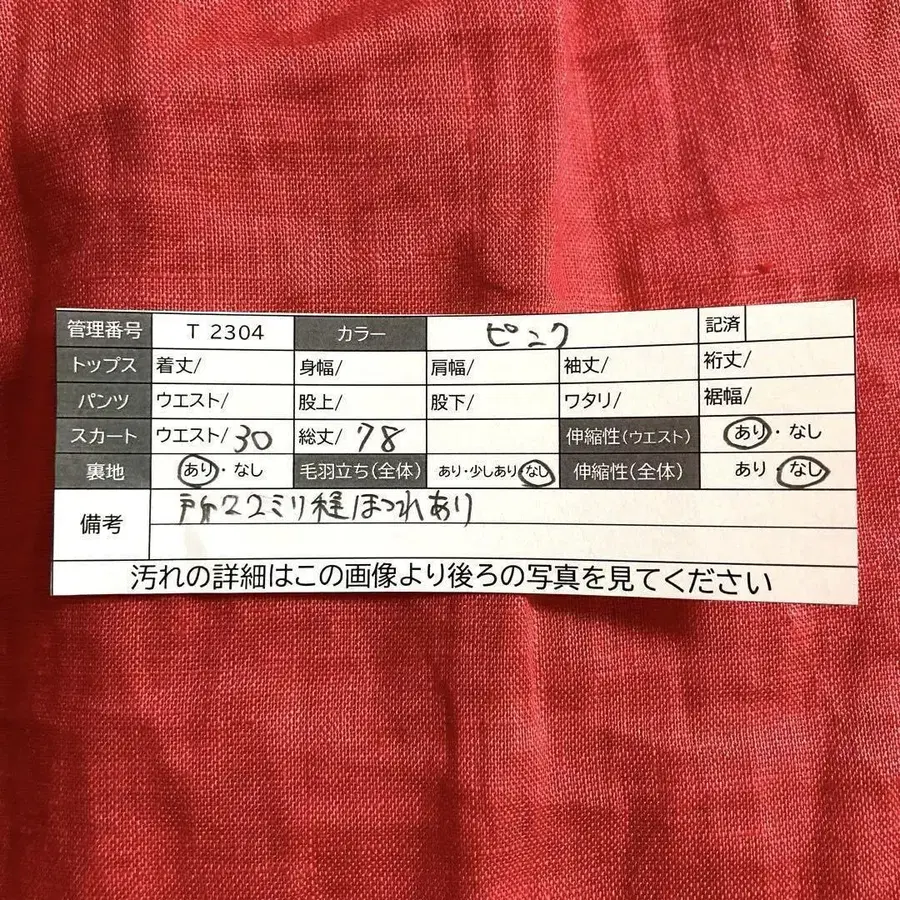 管理番号 T 2304 カラー ピンク 記済
トップス 着丈/ 身幅/ 肩幅/ 袖丈/ 裄丈/
パンツ ウエスト/ 股上/ 股下/ ワタリ/ 裾幅/
スカート ウエスト/ 30 総丈/ 78 伸縮性(ウエスト) あり・なし
裏地 あり・なし 毛羽立ち(全体) あり・少しあり・なし 伸縮性(全体) あり・なし
備考 ミリ程ほつれあり
汚れの詳細はこの画像より後ろの写真を見てください